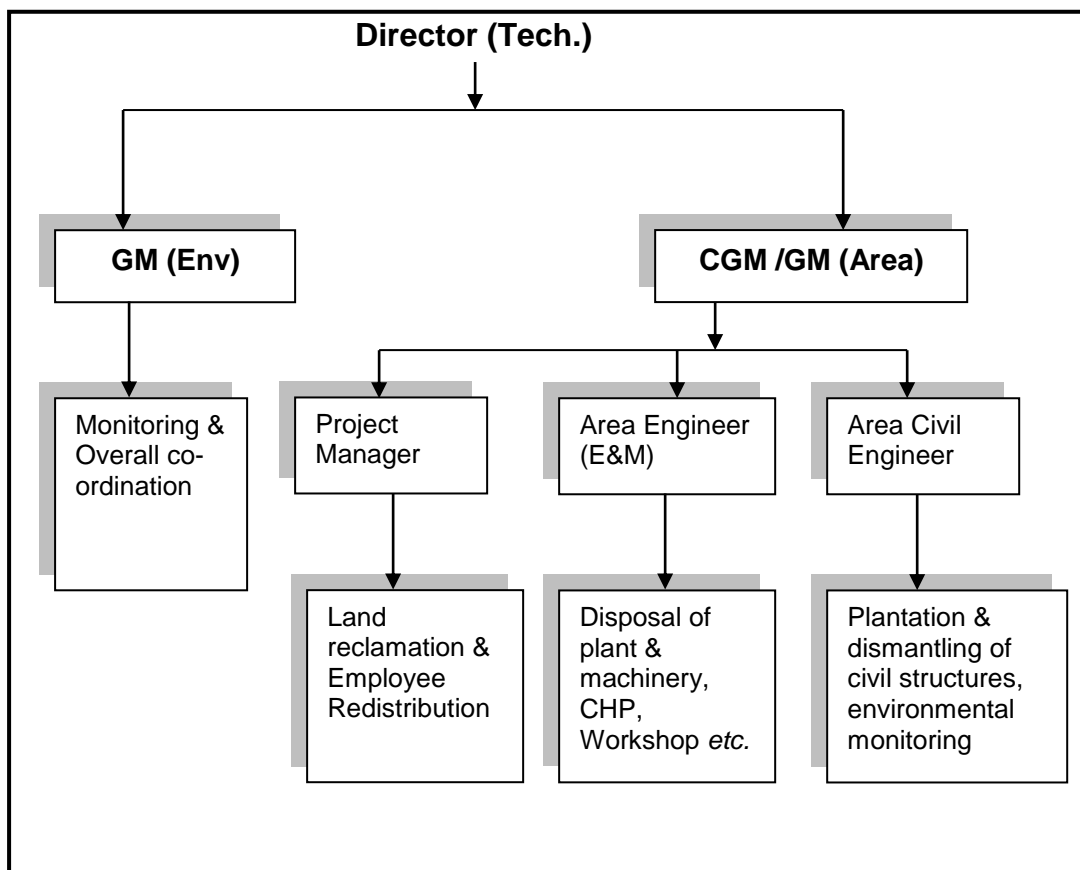 Director (Tech.)
GM (Env)
CGM /GM (Area)
Monitoring &
Overall co-
ordination
Project
Manager
Area Engineer
(E&M)
Area Civil
Engineer
Land
reclamation &
Employee
Redistribution
Disposal of
plant &
machinery,
CHP,
Workshop etc.
Plantation &
dismantling of
civil structures,
environmental
monitoring